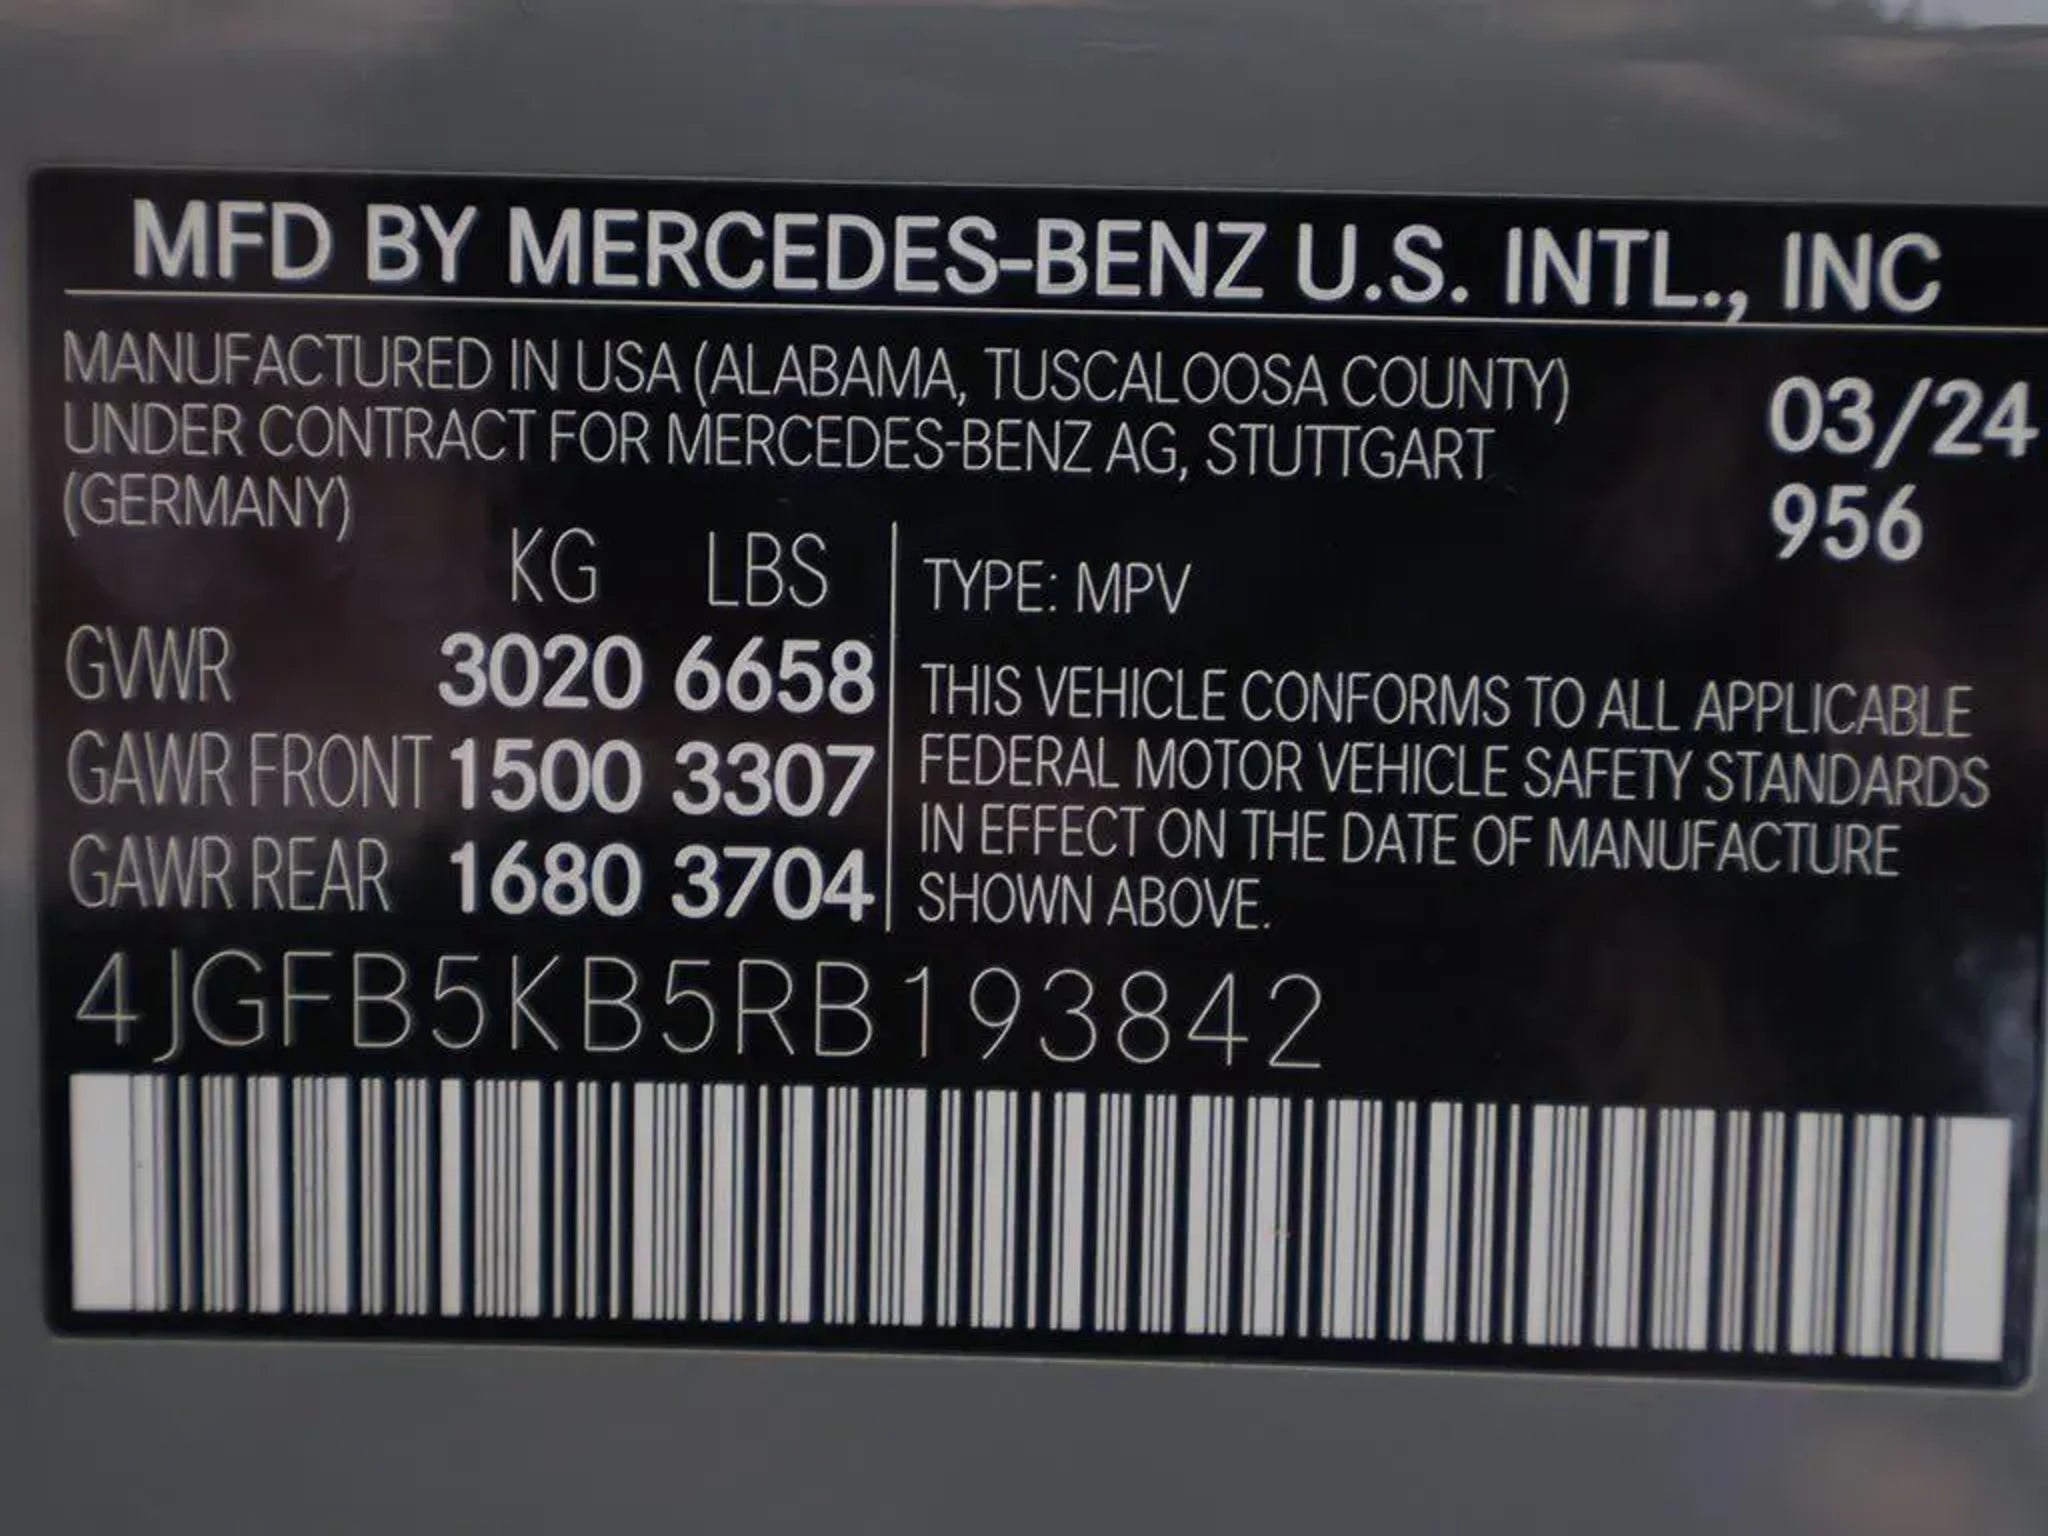 MFD BY MERCEDES-BENZ U.S. INTL., INC
MANUFACTURED IN USA (ALABAMA, TUSCALOOSA COUNTY)
UNDER CONTRACT FOR MERCEDES-BENZ AG, STUTTGART
(GERMANY)
03/24
956
KG LBS
GVWR 3020 6658
GAWR FRONT 1500 3307
GAWR REAR 1680 3704
TYPE: MPV
THIS VEHICLE CONFORMS TO ALL APPLICABLE
FEDERAL MOTOR VEHICLE SAFETY STANDARDS
IN EFFECT ON THE DATE OF MANUFACTURE
SHOWN ABOVE.
4JGFB5KB5RB193842